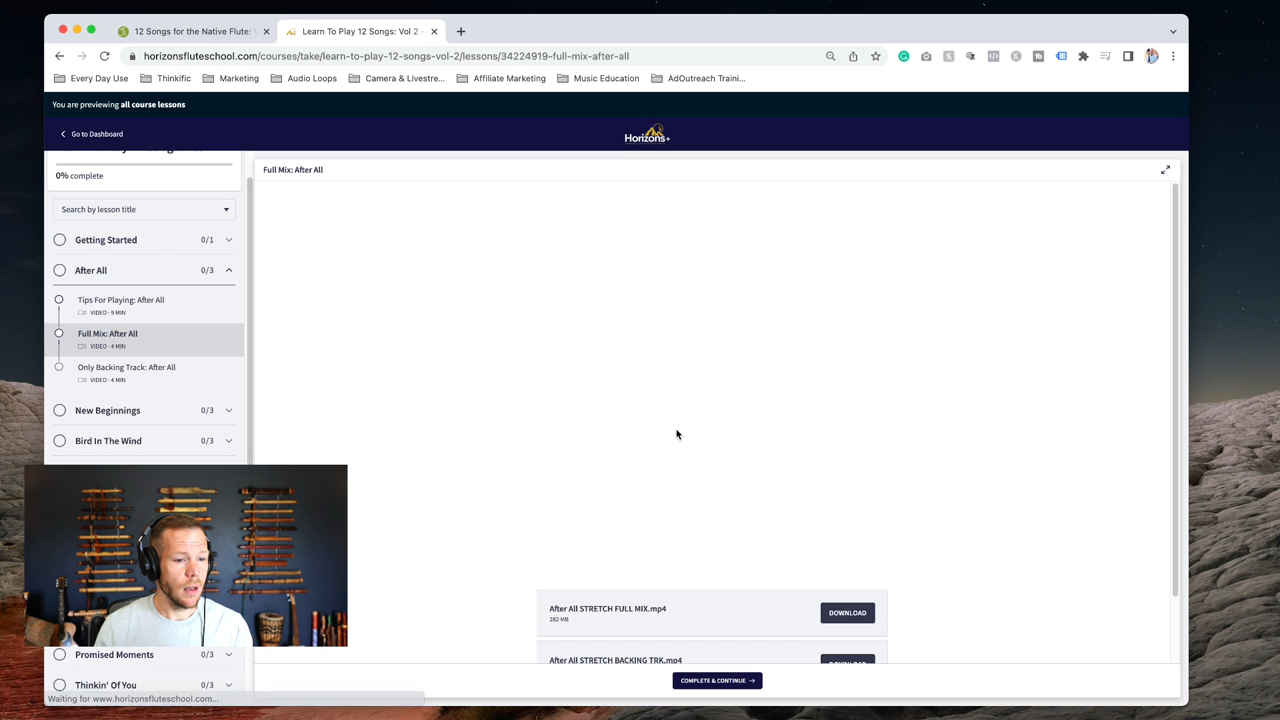 12 Songs for the Native Flute:
Learn To Play 12 Songs: Vol 2
horizonsfluteschool.com/courses/take/learn-to-play-12-songs-vol-2/lessons/34224919-full-mix-after-all
Every Day Use
Thinkific
Marketing
Audio Loops
Camera & Livestre...
Affiliate Marketing
Music Education
AdOutreach Traini...
You are previewing all course lessons
Go to Dashboard
Horizons+
0% complete
Search by lesson title
Getting Started 0/1
After All 0/3
Tips For Playing: After All
VIDEO · 9 MIN
Full Mix: After All
VIDEO · 4 MIN
Only Backing Track: After All
VIDEO · 4 MIN
New Beginnings 0/3
Bird In The Wind 0/3
Promised Moments 0/3
Thinkin' Of You 0/3
Waiting for www.horizonsfluteschool.com...
Full Mix: After All
After All STRETCH FULL MIX.mp4
282 MB
DOWNLOAD
After All STRETCH BACKING TRK.mp4
DOWNLOAD
COMPLETE & CONTINUE →